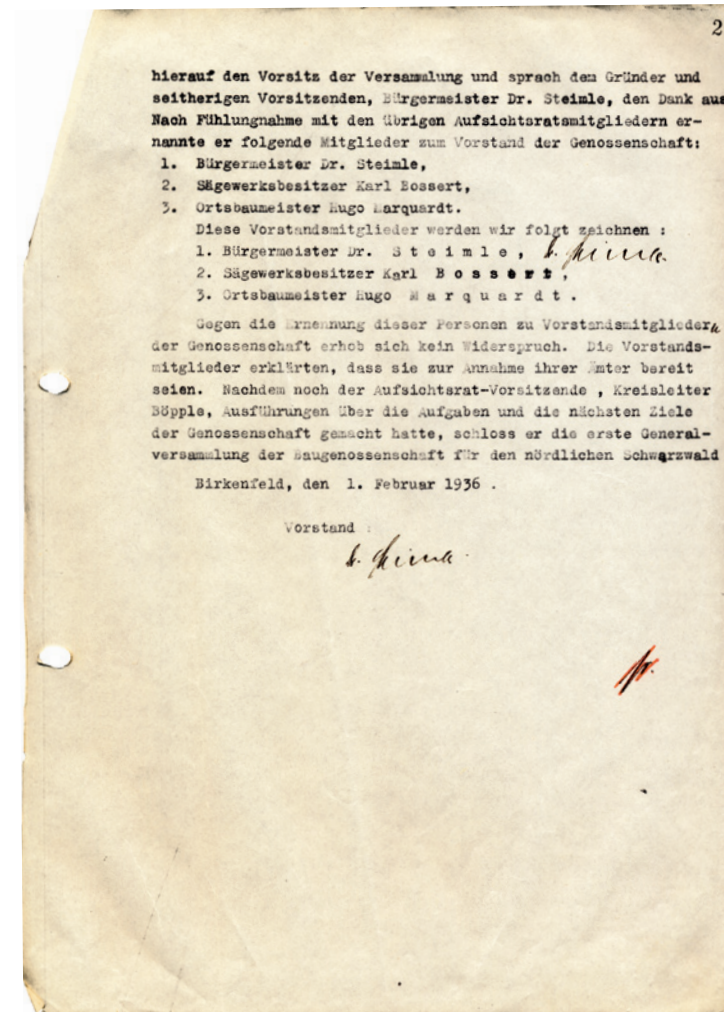 2
hierauf den Vorsitz der Versammlung und sprach dem Gründer und
seitherigen Vorsitzenden, Bürgermeister Dr. Steimle, den Dank aus
Nach Fühlungnahme mit den übrigen Aufsichtsratsmitgliedern er-
nannte er folgende Mitglieder zum Vorstand der Genossenschaft:
1. Bürgermeister Dr. Steimle,
2. Sägewerksbesitzer Karl Bossert,
3. Ortsbaumeister Hugo Marquardt.
Diese Vorstandsmitglieder werden wir folgt zeichnen :
1. Bürgermeister Dr. S t e i m l e ,
2. Sägewerksbesitzer Karl B o s s e r t ,
3. Ortsbaumeister Hugo M a r q u a r d t .
Gegen die Ernennung dieser Personen zu Vorstandsmitgliedern
der Genossenschaft erhob sich kein Widerspruch. Die Vorstands-
mitglieder erklärten, dass sie zur Annahme ihrer Ämter bereit
seien. Nachdem noch der Aufsichtsrat-Vorsitzende , Kreisleiter
Böpple, Ausführungen über die Aufgaben und die nächsten Ziele
der Genossenschaft gemacht hatte, schloss er die erste General-
versammlung der Baugenossenschaft für den nördlichen Schwarzwald
Birkenfeld, den 1. Februar 1936 .
Vorstand :